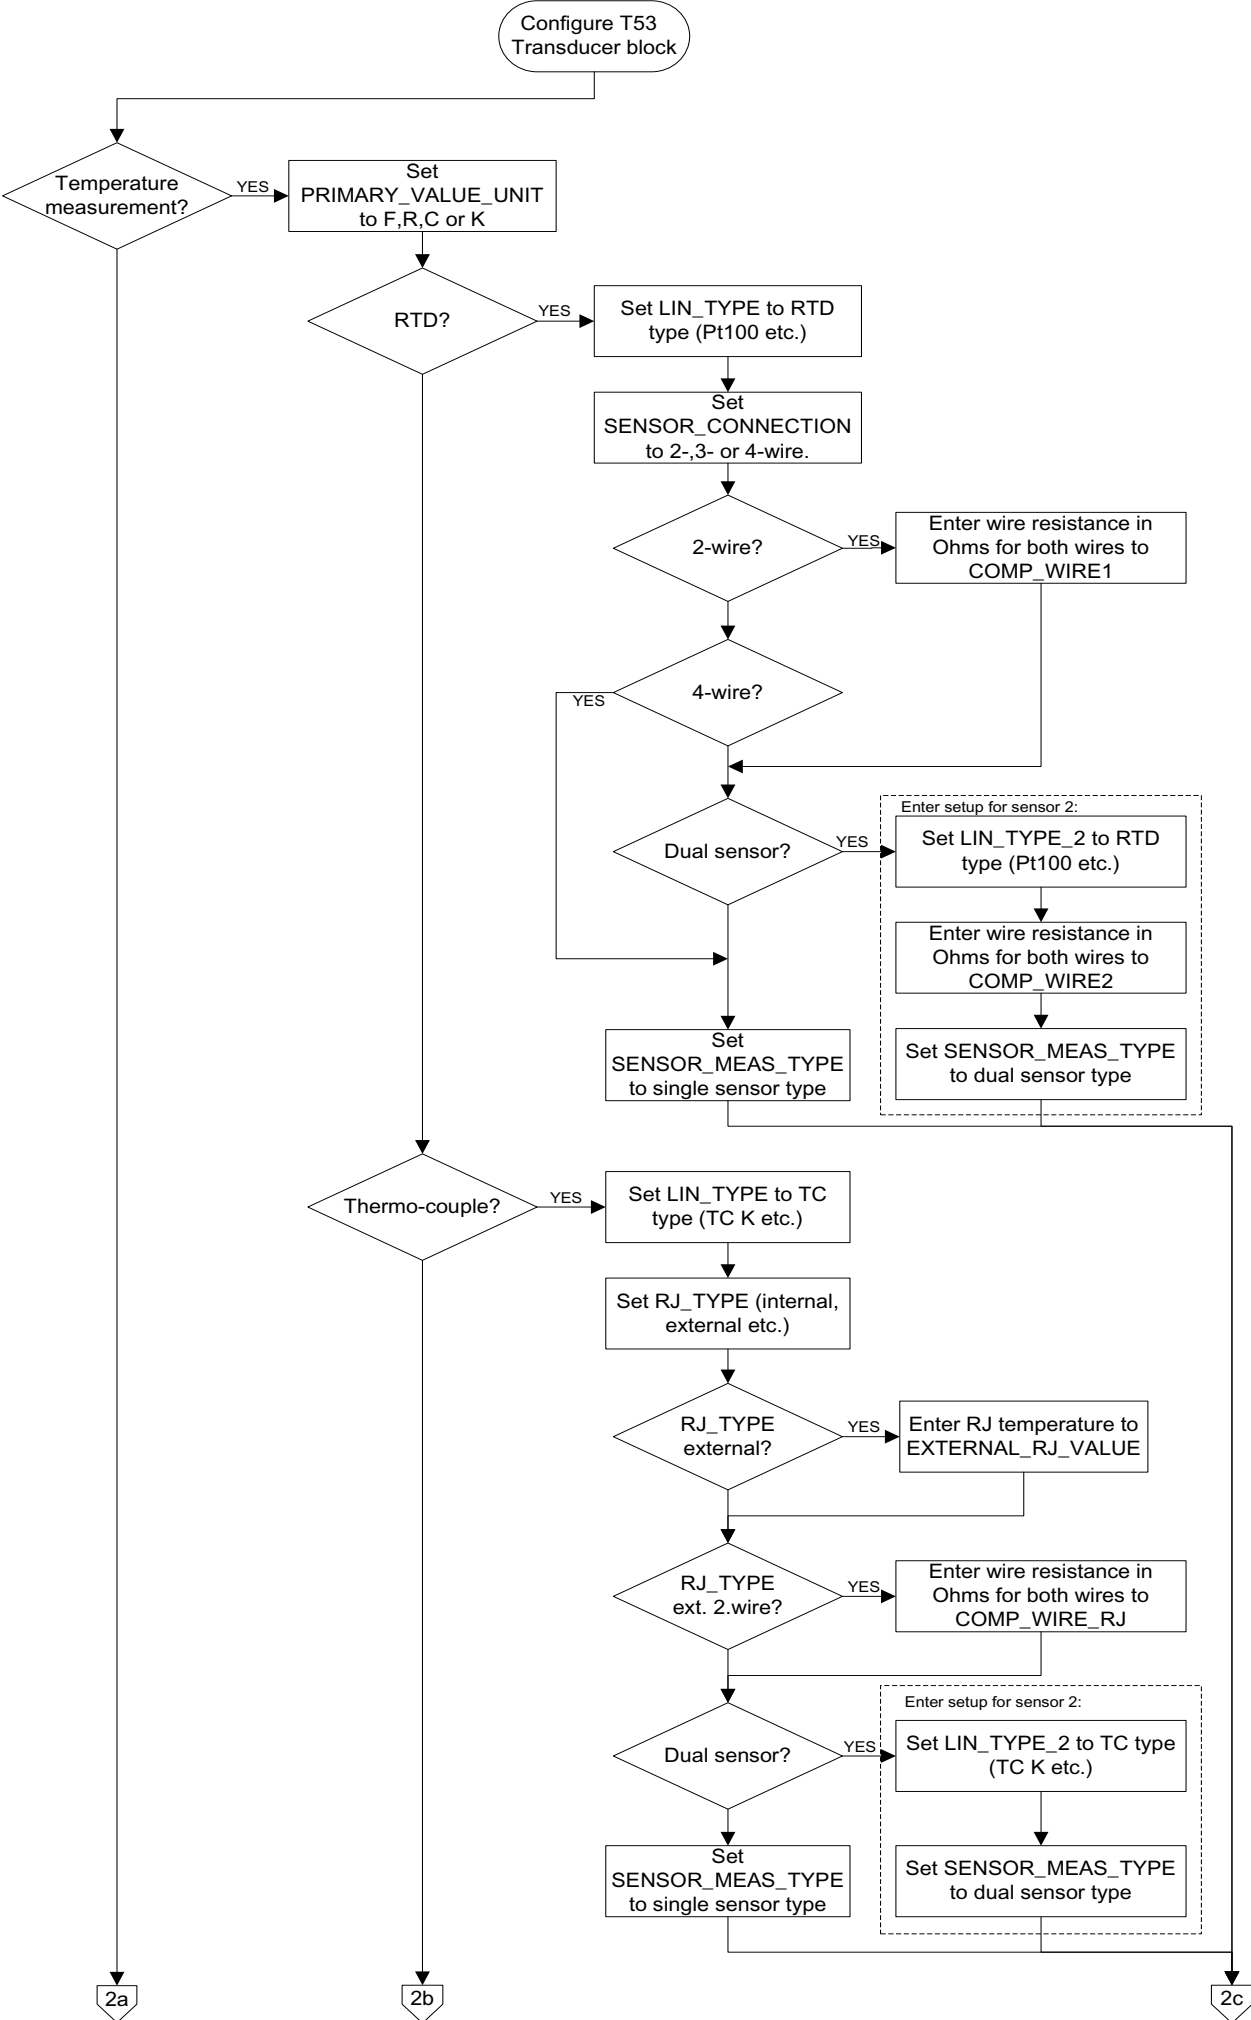 Configure T53
Transducer block
Temperature
measurement?
YES
Set
PRIMARY_VALUE_UNIT
to F,R,C or K
RTD?
YES
Set LIN_TYPE to RTD
type (Pt100 etc.)
Set
SENSOR_CONNECTION
to 2-,3- or 4-wire.
2-wire?
YES
Enter wire resistance in
Ohms for both wires to
COMP_WIRE1
4-wire?
YES
Dual sensor?
YES
Enter setup for sensor 2:
Set LIN_TYPE_2 to RTD
type (Pt100 etc.)
Enter wire resistance in
Ohms for both wires to
COMP_WIRE2
Set
SENSOR_MEAS_TYPE
to single sensor type
Set SENSOR_MEAS_TYPE
to dual sensor type
Thermo-couple?
YES
Set LIN_TYPE to TC
type (TC K etc.)
Set RJ_TYPE (internal,
external etc.)
RJ_TYPE
external?
YES
Enter RJ temperature to
EXTERNAL_RJ_VALUE
RJ_TYPE
ext. 2.wire?
YES
Enter wire resistance in
Ohms for both wires to
COMP_WIRE_RJ
Dual sensor?
YES
Enter setup for sensor 2:
Set LIN_TYPE_2 to TC type
(TC K etc.)
Set
SENSOR_MEAS_TYPE
to single sensor type
Set SENSOR_MEAS_TYPE
to dual sensor type
2a
2b
2c